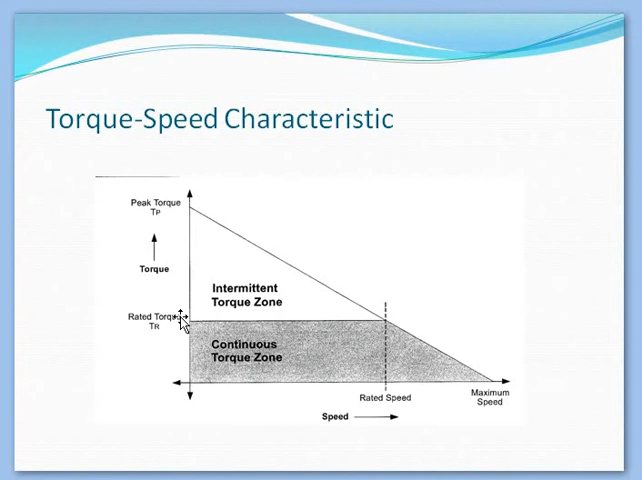 Torque-Speed Characteristic
Peak Torque
TP
Torque
Intermittent
Torque Zone
Rated Torque
TR
Continuous
Torque Zone
Rated Speed
Maximum
Speed
Speed